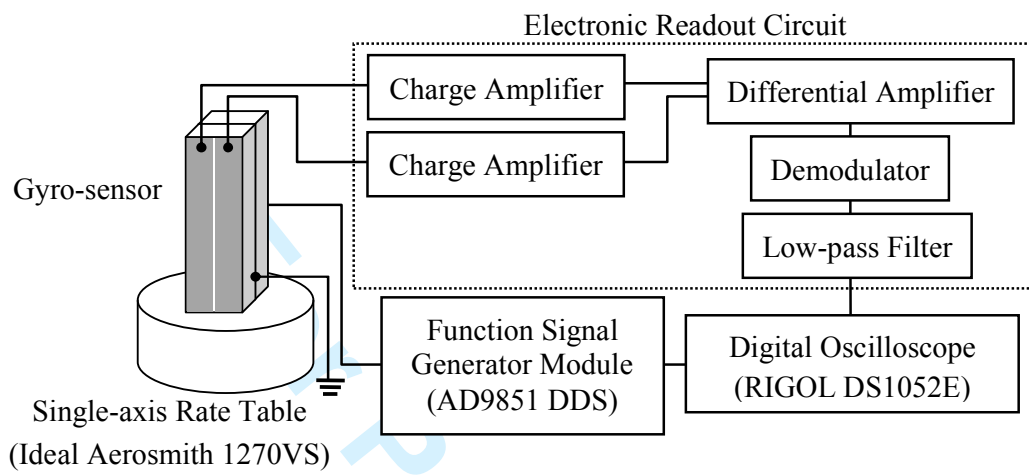 Electronic Readout Circuit
Charge Amplifier
Differential Amplifier
Charge Amplifier
Demodulator
Gyro-sensor
Low-pass Filter
Function Signal
Generator Module
(AD9851 DDS)
Digital Oscilloscope
(RIGOL DS1052E)
Single-axis Rate Table
(Ideal Aerosmith 1270VS)